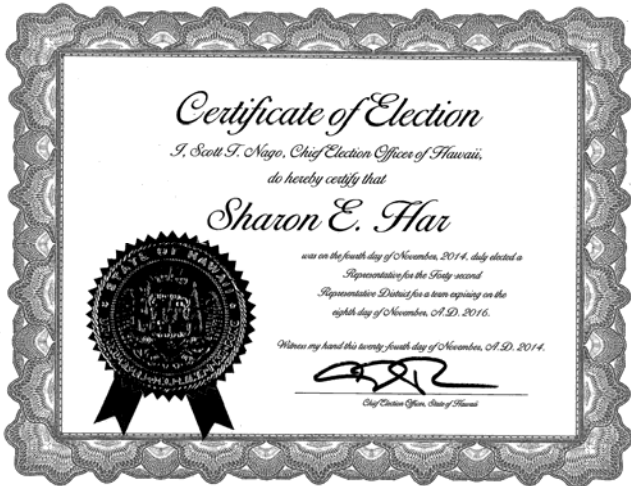 Certificate of Election
I, Scott T. Nago, Chief Election Officer of Hawaii,
do hereby certify that
Sharon E. Har
was on the fourth day of November, 2014, duly elected a
Representative for the Forty-second
Representative District for a term expiring on the
eighth day of November, A.D. 2016.
Witness my hand this twenty-fourth day of November, A.D. 2014.
Chief Election Officer, State of Hawaii
STATE OF HAWAII